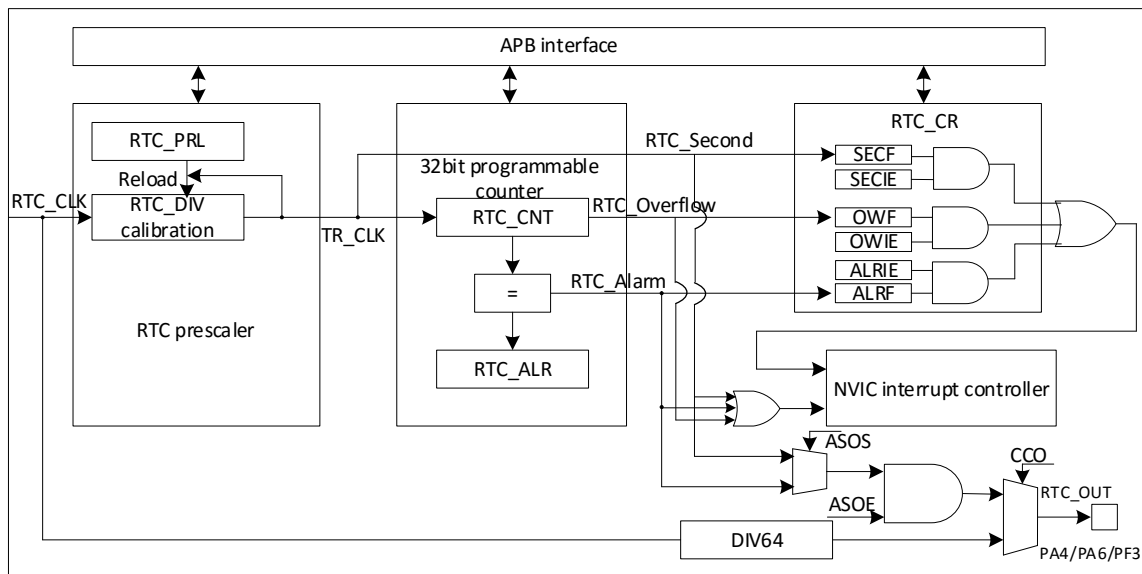 APB interface
RTC_PRL
Reload
RTC_CLK
RTC_DIV
calibration
TR_CLK
RTC prescaler
32bit programmable
counter
RTC_CNT
=
RTC_ALR
RTC_Second
RTC_Overflow
RTC_Alarm
RTC_CR
SECF
SECIE
OWF
OWIE
ALRIE
ALRF
NVIC interrupt controller
ASOS
ASOE
CCO
DIV64
RTC_OUT
PA4/PA6/PF3